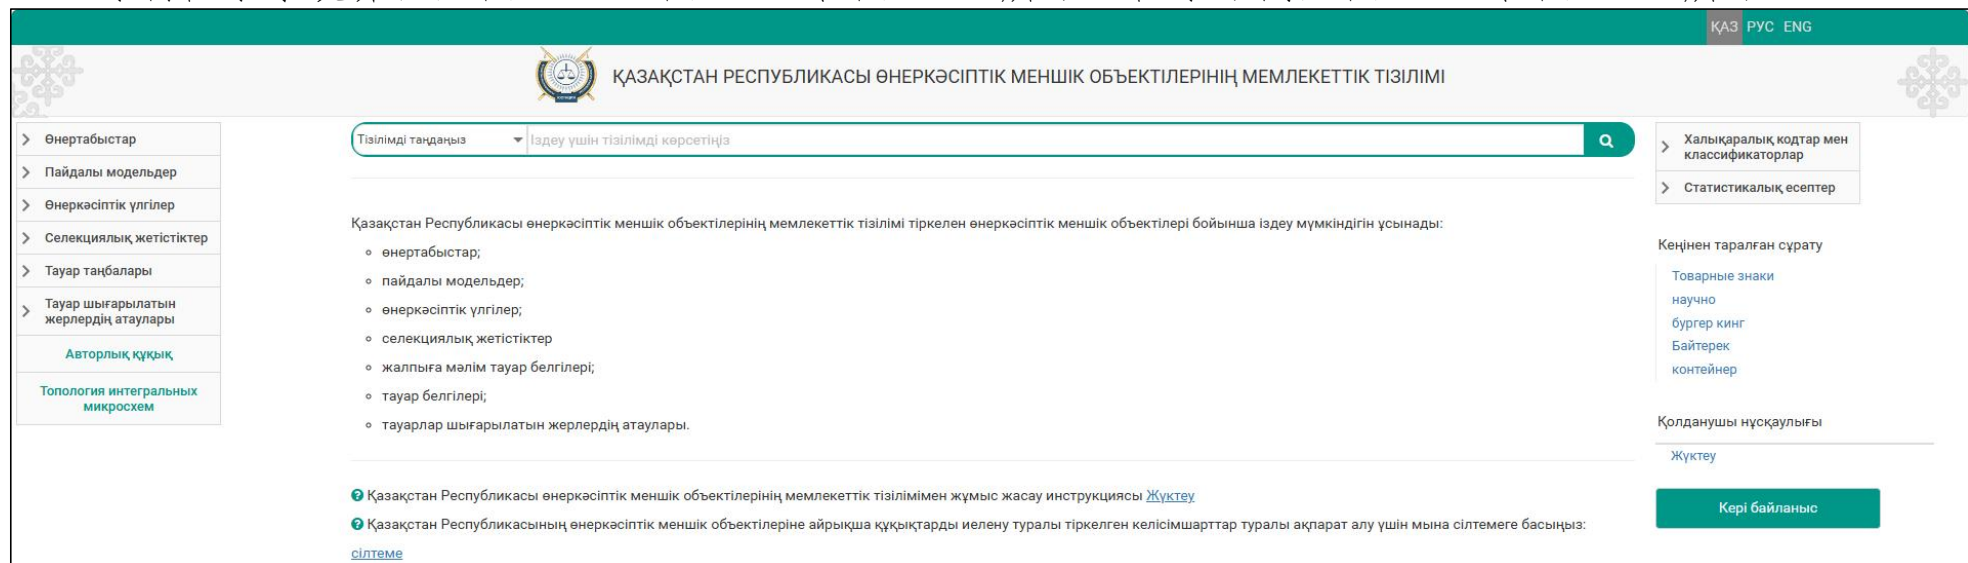 ҚАЗ РУС ENG
ҚАЗАҚСТАН РЕСПУБЛИКАСЫ ӨНЕРКӘСІПТІК МЕНШІК ОБЪЕКТІЛЕРІНІҢ МЕМЛЕКЕТТІК ТІЗІЛІМІ
Өнертабыстар
Пайдалы модельдер
Өнеркәсіптік үлгілер
Селекциялық жетістіктер
Тауар таңбалары
Тауар шығарылатын
жерлердің атаулары
Авторлық құқық
Топология интегральных
микросхем
Тізілімді таңдаңыз
Іздеу үшін тізілімді көрсетіңіз
Қазақстан Республикасы өнеркәсіптік меншік объектілерінің мемлекеттік тізілімі тіркелен өнеркәсіптік меншік объектілері бойынша іздеу мүмкіндігін ұсынады:
өнертабыстар;
пайдалы модельдер;
өнеркәсіптік үлгілер;
селекциялық жетістіктер
жалпыға мәлім тауар белгілері;
тауар белгілері;
тауарлар шығарылатын жерлердің атаулары.
Қазақстан Республикасы өнеркәсіптік меншік объектілерінің мемлекеттік тізілімімен жұмыс жасау инструкциясы Жүктеу
Қазақстан Республикасының өнеркәсіптік меншік объектілеріне айрықша құқықтарды иелену туралы тіркелген келісімшарттар туралы ақпарат алу үшін мына сілтемеге басыңыз:
сілтеме
Халықаралық кодтар мен
классификаторлар
Статистикалық есептер
Кеңінен таралған сұрату
Товарные знаки
научно
бургер кинг
Байтерек
контейнер
Қолданушы нұсқаулығы
Жүктеу
Кері байланыс